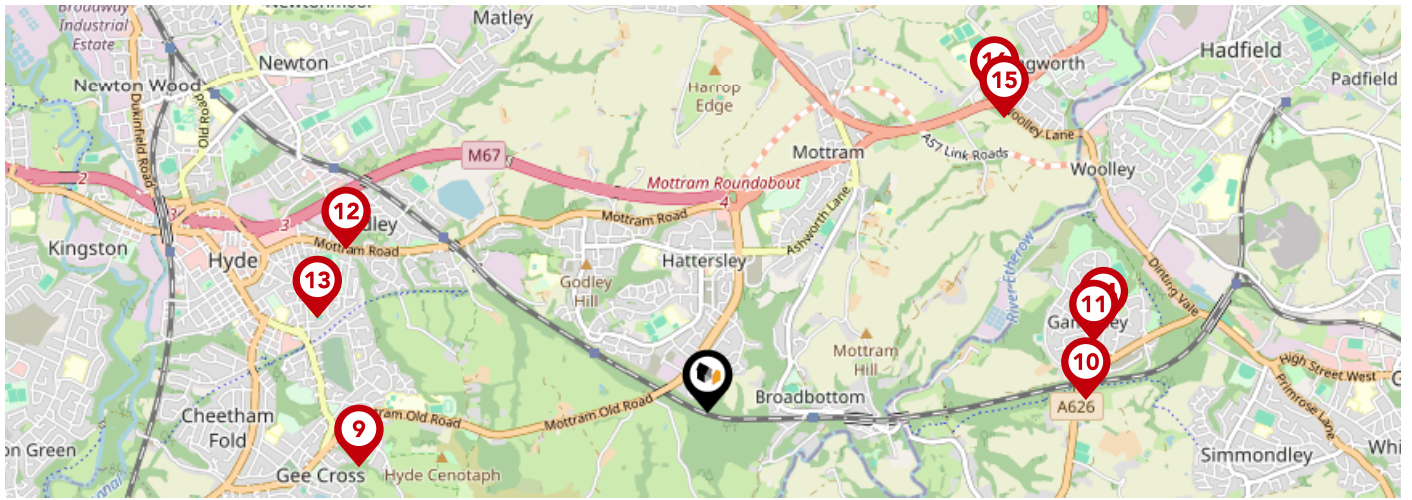 Broadway
Industrial
Estate
Newtonmoor
Matley
Newton
Newton Wood
Dukinfield Road
Old Road
Harrop
Edge
Hadfield
Padfield
15
Woolley Lane
Woolley
A57 Link Roads
Mottram
M67
Mottram Roundabout
4
2
3
3
12
Mottram Road
Mottram Road
Ashworth Lane
Kingston
Hyde
Hattersley
Godley
Hill
13
River Etherow
Dinting Vale
11
10
A626
Mottram
Hill
Broadbottom
High Street West
Primrose Lane
Cheetham
Fold
9
Mottram Old Road
Gee Cross
Hyde Cenotaph
Simmondley